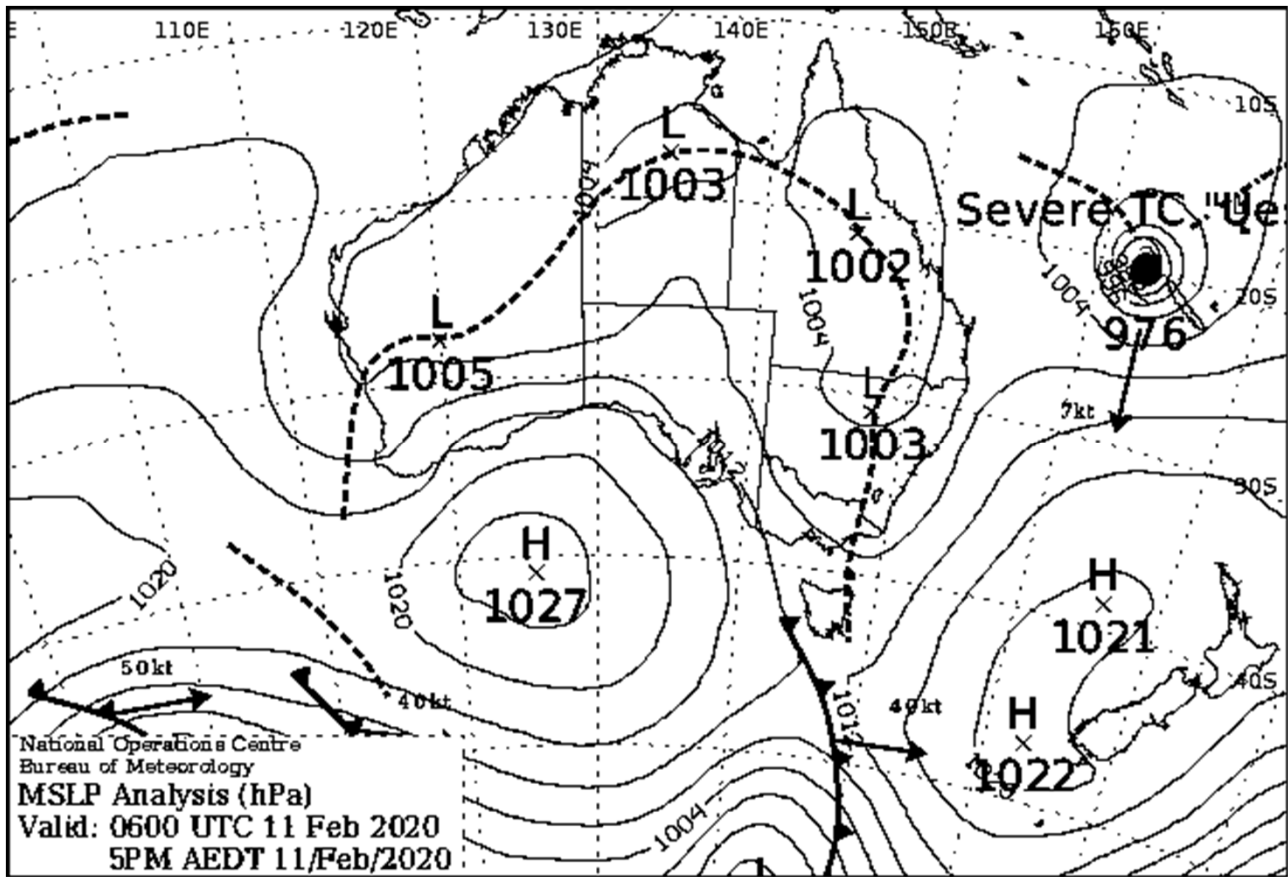 E 110E 120E 130E 140E 150E 160E
10S
L
1003
1004
L
1002
Severe TC "Ue
1004
1004
20S
976
L
1005
L
1003
7kt
1012
30S
H
1027
1020
1020
H
1021
50kt
40kt
1012
40kt
40S
H
1022
1004
L
National Operations Centre
Bureau of Meteorology
MSLP Analysis (hPa)
Valid: 0600 UTC 11 Feb 2020
5PM AEDT 11/Feb/2020